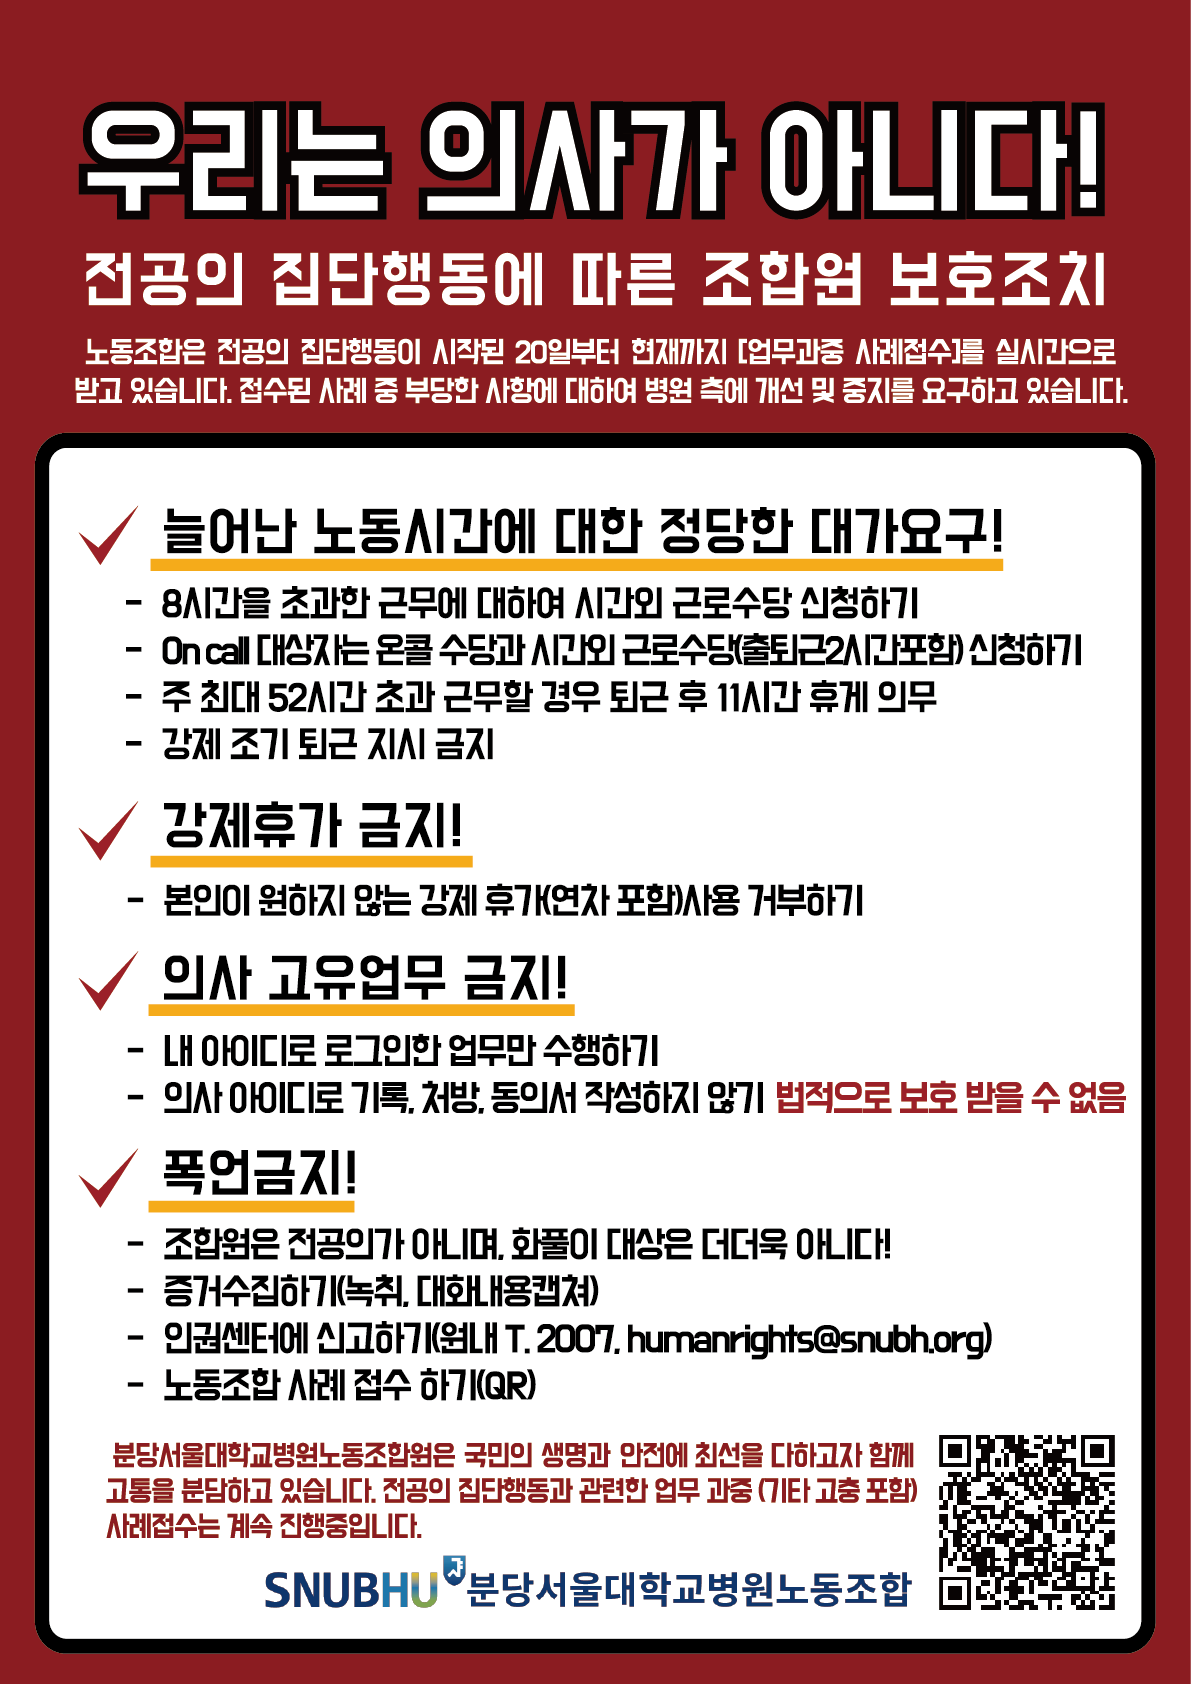 우리는 의사가 아니다!
전공의 집단행동에 따른 조합원 보호조치
노동조합은 전공의 집단행동이 시작된 20일부터 현재까지 [업무과중 사례접수]를 실시간으로
받고 있습니다. 접수된 사례 중 부당한 사항에 대하여 병원 측에 개선 및 중지를 요구하고 있습니다.
늘어난 노동시간에 대한 정당한 대가요구!
- 8시간을 초과한 근무에 대하여 시간외 근로수당 신청하기
- On call 대상자는 온콜 수당과 시간외 근로수당(출퇴근2시간포함) 신청하기
- 주 최대 52시간 초과 근무할 경우 퇴근 후 11시간 휴게 의무
- 강제 조기 퇴근 지시 금지
강제휴가 금지!
- 본인이 원하지 않는 강제 휴가(연차 포함)사용 거부하기
의사 고유업무 금지!
- 내 아이디로 로그인한 업무만 수행하기
- 의사 아이디로 기록, 처방, 동의서 작성하지 않기 법적으로 보호 받을 수 없음
폭언금지!
- 조합원은 전공의가 아니며, 화풀이 대상은 더더욱 아니다!
- 증거수집하기(녹취, 대화내용캡쳐)
- 인권센터에 신고하기(원내 T. 2007, humanrights@snubh.org)
- 노동조합 사례 접수 하기(QR)
분당서울대학교병원노동조합원은 국민의 생명과 안전에 최선을 다하고자 함께
고통을 분담하고 있습니다. 전공의 집단행동과 관련한 업무 과중 (기타 고충 포함)
사례접수는 계속 진행중입니다.
SNUBHU 분당서울대학교병원노동조합